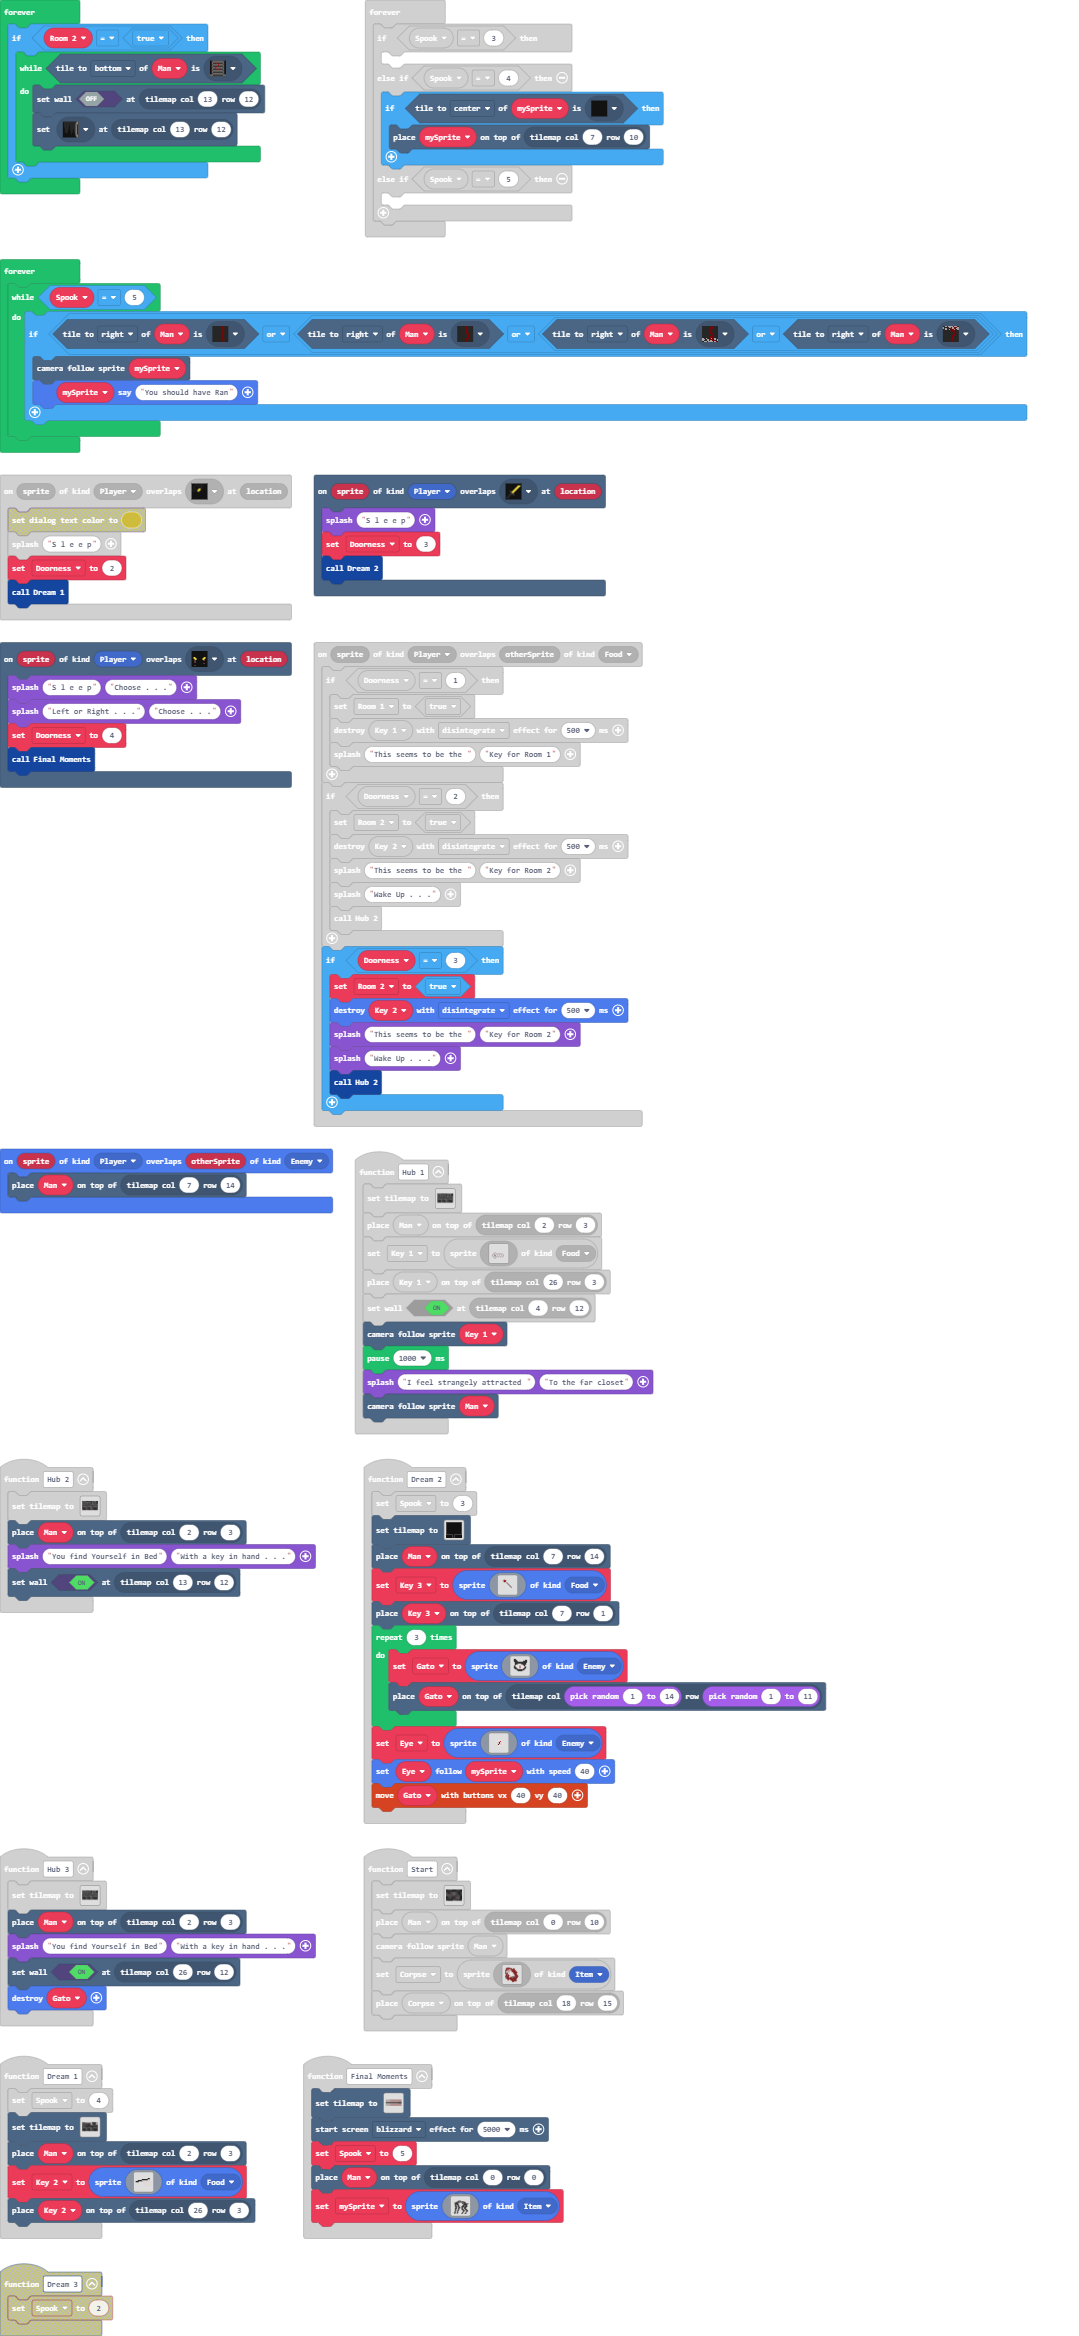 forever
if Room 2 = true then
while tile to bottom of Man is
do
set wall OFF at tilemap col 13 row 12
set at tilemap col 13 row 12
forever
if Spook = 3 then
else if Spook = 4 then
if tile to center of mySprite is then
place mySprite on top of tilemap col 7 row 10
else if Spook = 5 then
forever
while Spook = 5
do
if tile to right of Man is or tile to right of Man is or tile to right of Man is or tile to right of Man is then
camera follow sprite mySprite
mySprite say "You should have Ran"
on sprite of kind Player overlaps at location
set dialog text color to
splash "S l e e p"
set Doorness to 2
call Dream 1
on sprite of kind Player overlaps at location
splash "S l e e p"
set Doorness to 3
call Dream 2
on sprite of kind Player overlaps at location
splash "S l e e p" "Choose . . ."
splash "Left or Right . . ." "Choose . . ."
set Doorness to 4
call Final Moments
on sprite of kind Player overlaps otherSprite of kind Food
if Doorness = 1 then
set Room 1 to true
destroy Key 1 with disintegrate effect for 500 ms
splash "This seems to be the " "Key for Room 1"
if Doorness = 2 then
set Room 2 to true
destroy Key 2 with disintegrate effect for 500 ms
splash "This seems to be the " "Key for Room 2"
splash "Wake Up . . ."
call Hub 2
if Doorness = 3 then
set Room 2 to true
destroy Key 2 with disintegrate effect for 500 ms
splash "This seems to be the " "Key for Room 2"
splash "Wake Up . . ."
call Hub 2
on sprite of kind Player overlaps otherSprite of kind Enemy
place Man on top of tilemap col 7 row 14
function Hub 1
set tilemap to
place Man on top of tilemap col 2 row 3
set Key 1 to sprite of kind Food
place Key 1 on top of tilemap col 26 row 3
set wall ON at tilemap col 4 row 12
camera follow sprite Key 1
pause 1000 ms
splash "I feel strangely attracted " "To the far closet"
camera follow sprite Man
function Hub 2
set tilemap to
place Man on top of tilemap col 2 row 3
splash "You find Yourself in Bed" "With a key in hand . . ."
set wall ON at tilemap col 13 row 12
function Dream 2
set Spook to 3
set tilemap to
place Man on top of tilemap col 7 row 14
set Key 3 to sprite of kind Food
place Key 3 on top of tilemap col 7 row 1
repeat 3 times
do
set Gato to sprite of kind Enemy
place Gato on top of tilemap col pick random 1 to 14 row pick random 1 to 11
set Eye to sprite of kind Enemy
set Eye follow mySprite with speed 40
move Gato with buttons vx 40 vy 40
function Hub 3
set tilemap to
place Man on top of tilemap col 2 row 3
splash "You find Yourself in Bed" "With a key in hand . . ."
set wall ON at tilemap col 26 row 12
destroy Gato
function Start
set tilemap to
place Man on top of tilemap col 0 row 10
camera follow sprite Man
set Corpse to sprite of kind Item
place Corpse on top of tilemap col 18 row 15
function Dream 1
set Spook to 4
set tilemap to
place Man on top of tilemap col 2 row 3
set Key 2 to sprite of kind Food
place Key 2 on top of tilemap col 26 row 3
function Final Moments
set tilemap to
start screen blizzard effect for 5000 ms
set Spook to 5
place Man on top of tilemap col 0 row 0
set mySprite to sprite of kind Item
function Dream 3
set Spook to 2